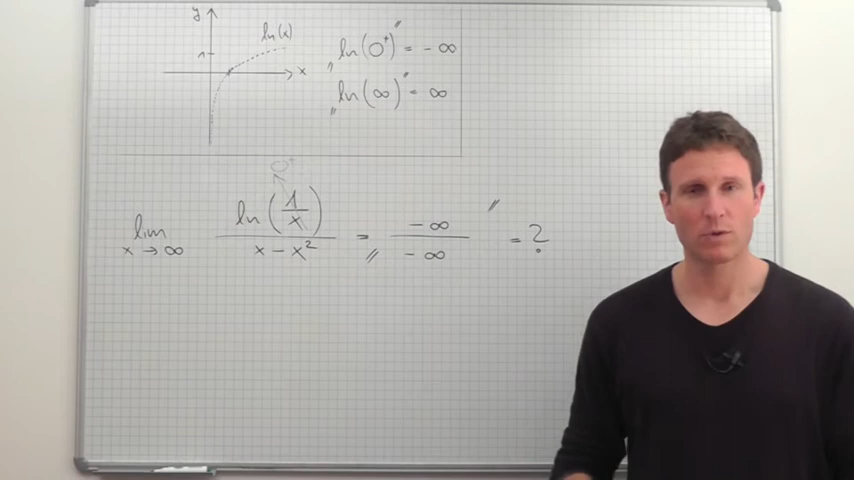 y
ln(x)
1
x
„ln(0⁺)" = -∞
„ln(∞)" = ∞
0⁺
lim x→∞ ln(1/x) / (x - x²) = „ -∞ / -∞ " = ?